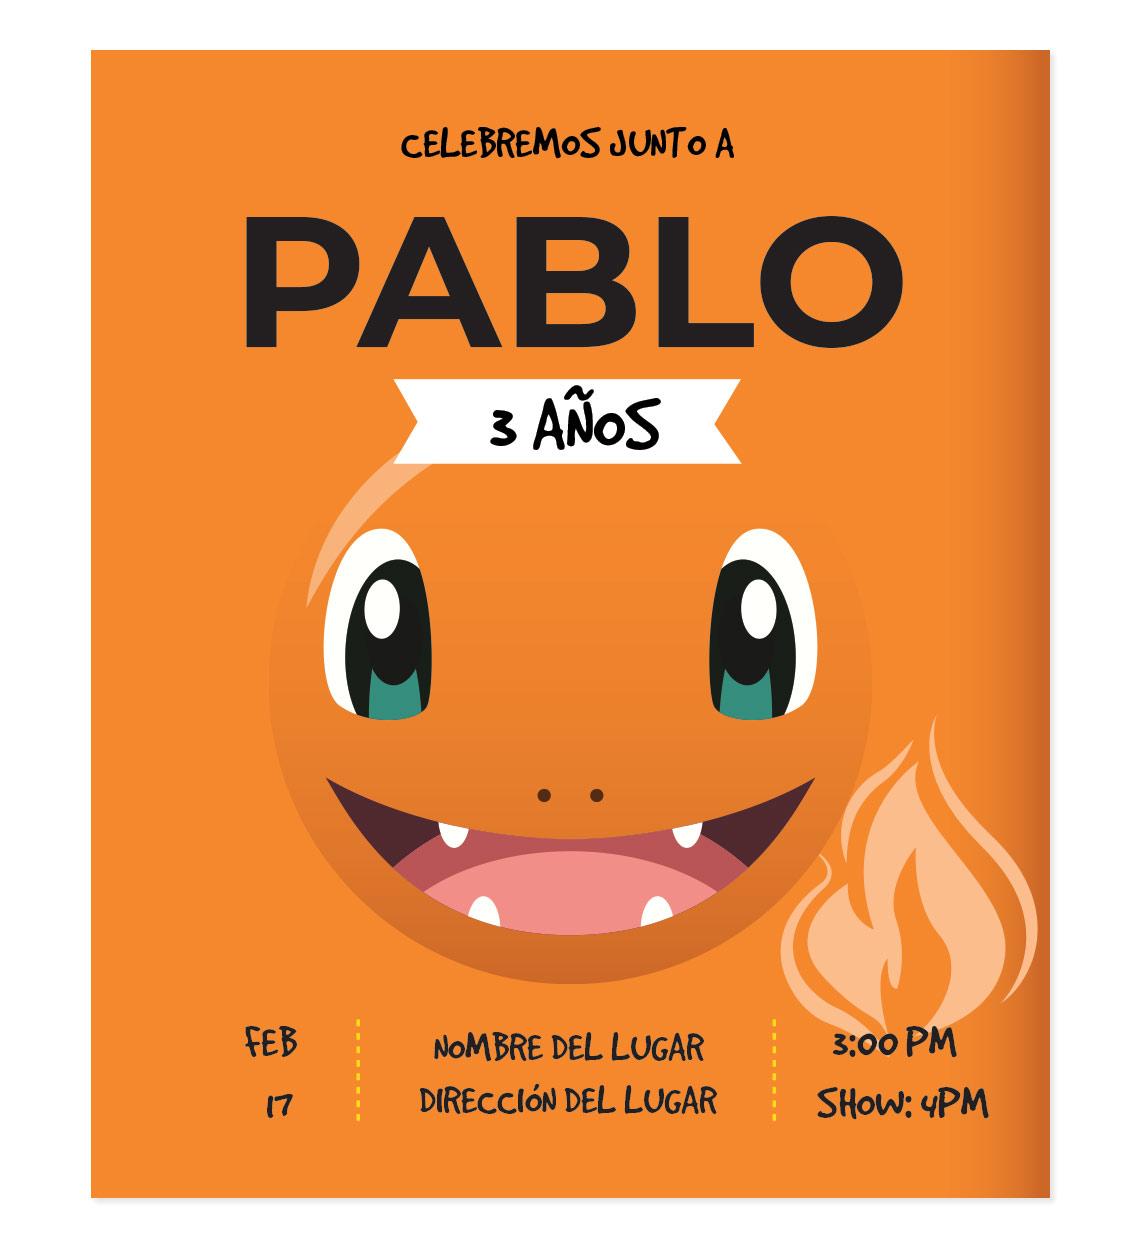 CELEBREMOS JUNTO A
PABLO
3 AÑOS
FEB
17
NOMBRE DEL LUGAR
DIRECCIÓN DEL LUGAR
3:00 PM
SHOW: 4PM